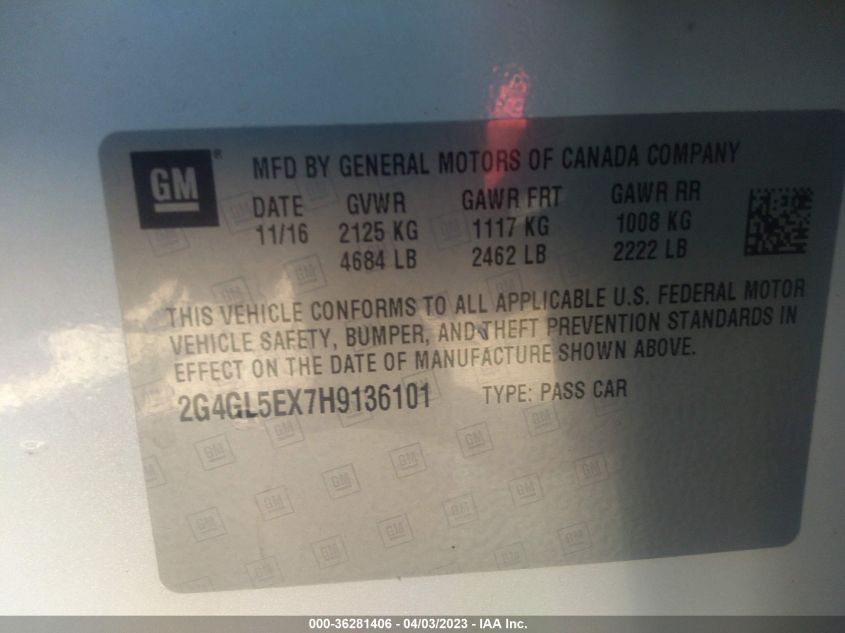 GM ® MFD BY GENERAL MOTORS OF CANADA COMPANY
DATE GVWR GAWR FRT GAWR RR
11/16 2125 KG 1117 KG 1008 KG
4684 LB 2462 LB 2222 LB
THIS VEHICLE CONFORMS TO ALL APPLICABLE U.S. FEDERAL MOTOR
VEHICLE SAFETY, BUMPER, AND THEFT PREVENTION STANDARDS IN
EFFECT ON THE DATE OF MANUFACTURE SHOWN ABOVE.
2G4GL5EX7H9136101 TYPE: PASS CAR
000-36281406 - 04/03/2023 - IAA Inc.